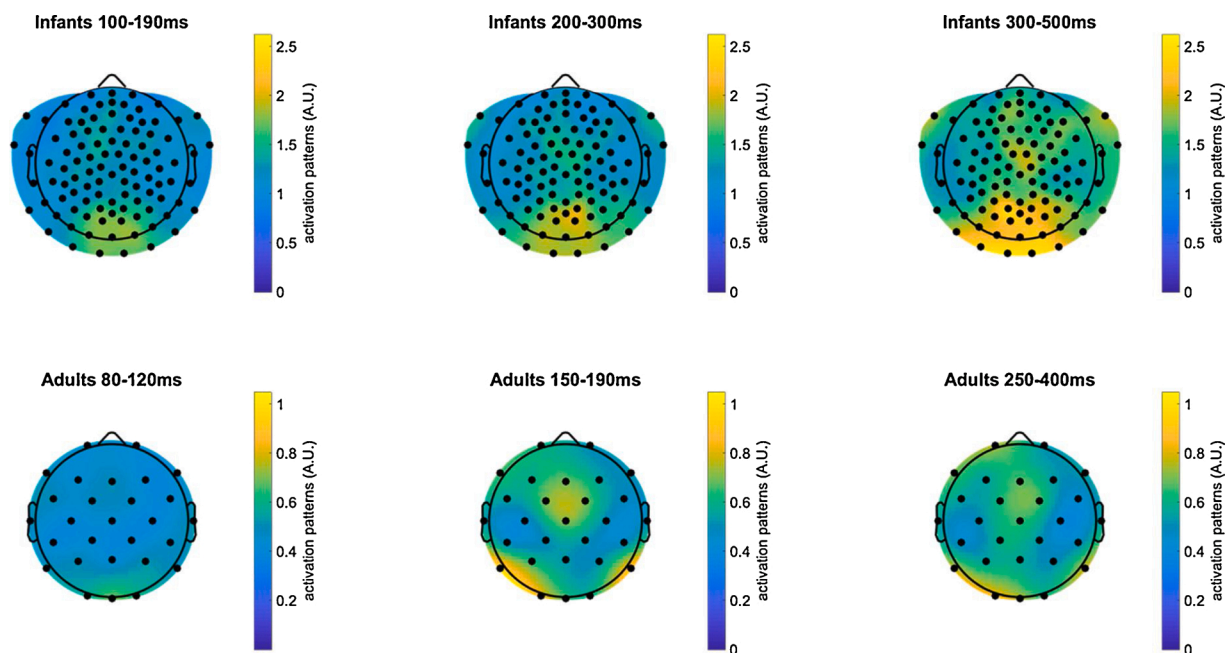 Infants 100-190ms
2.5
2
1.5
1
0.5
0
activation patterns (A.U.)
Infants 200-300ms
2.5
2
1.5
1
0.5
0
activation patterns (A.U.)
Infants 300-500ms
2.5
2
1.5
1
0.5
0
activation patterns (A.U.)
Adults 80-120ms
1
0.8
0.6
0.4
0.2
activation patterns (A.U.)
Adults 150-190ms
1
0.8
0.6
0.4
0.2
0
activation patterns (A.U.)
Adults 250-400ms
1
0.8
0.6
0.4
0.2
0
activation patterns (A.U.)